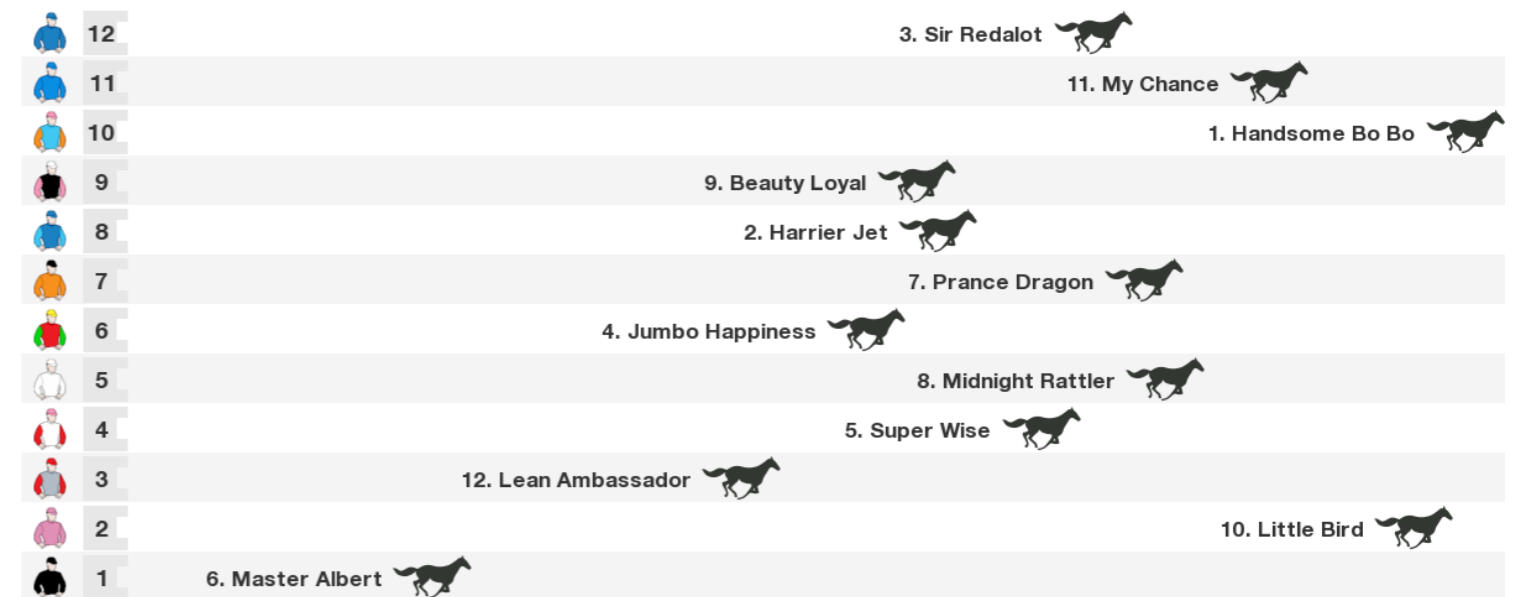 12 3. Sir Redalot
11 11. My Chance
10 1. Handsome Bo Bo
9 9. Beauty Loyal
8 2. Harrier Jet
7 7. Prance Dragon
6 4. Jumbo Happiness
5 8. Midnight Rattler
4 5. Super Wise
3 12. Lean Ambassador
2 10. Little Bird
1 6. Master Albert